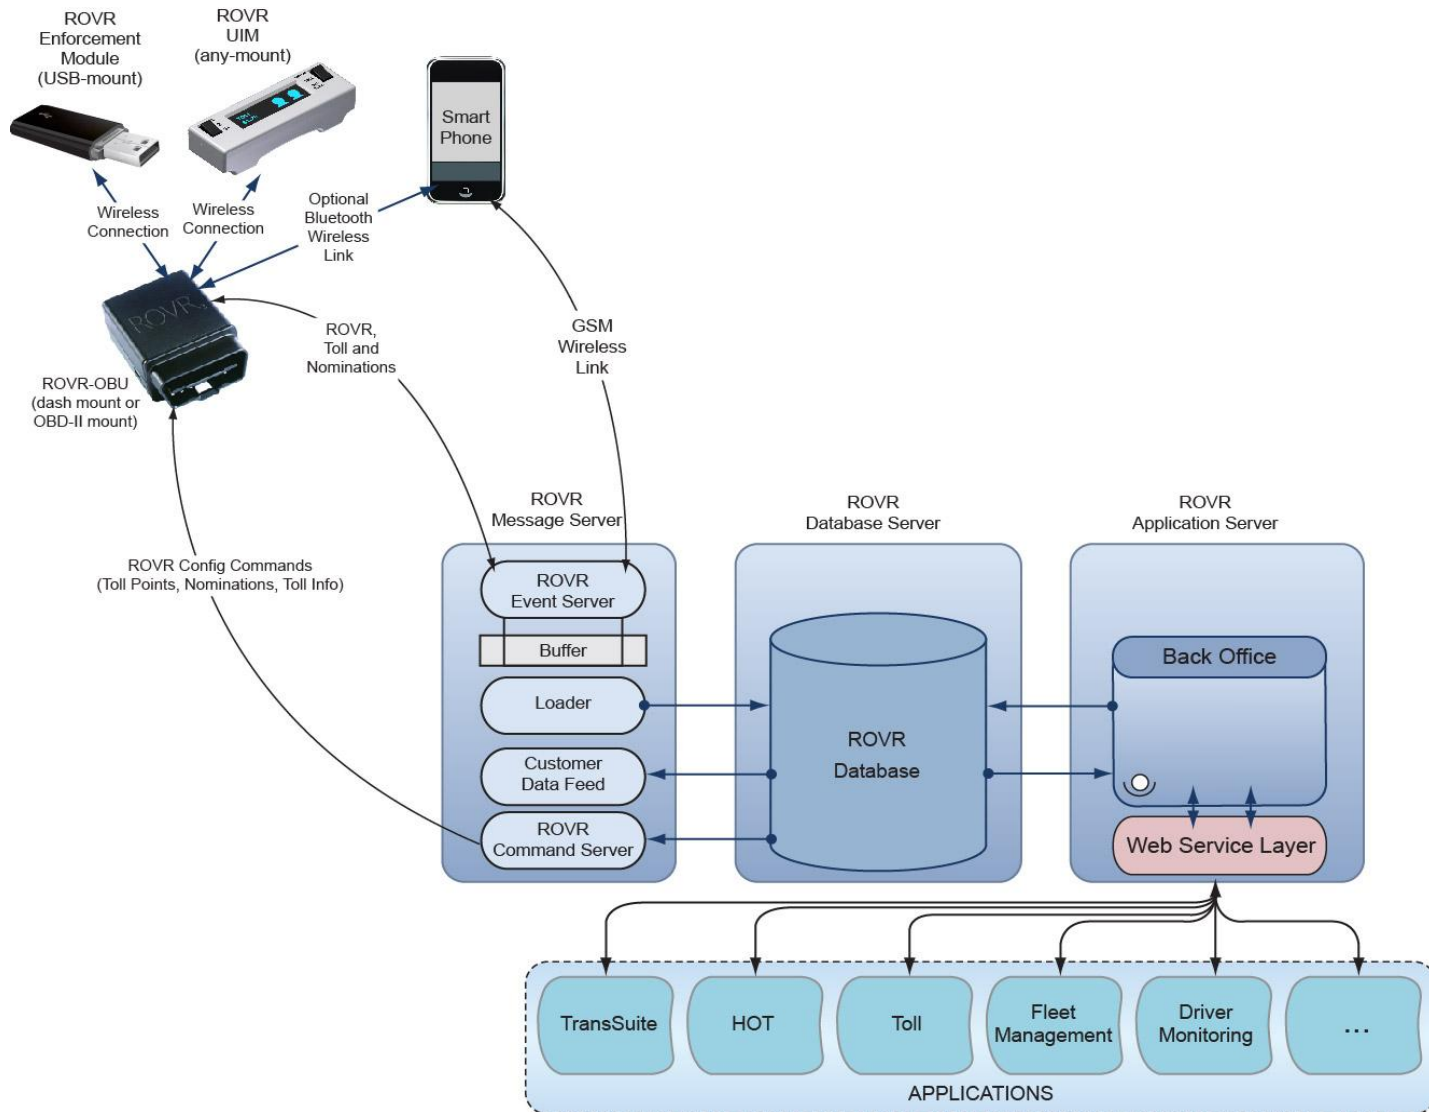 ROVR
Enforcement
Module
(USB-mount)
ROVR
UIM
(any-mount)
Smart
Phone
Wireless
Connection
Wireless
Connection
Optional
Bluetooth
Wireless
Link
ROVR
ROVR-OBU
(dash mount or
OBD-II mount)
ROVR,
Toll and
Nominations
GSM
Wireless
Link
ROVR Config Commands
(Toll Points, Nominations, Toll Info)
ROVR
Message Server
ROVR
Event Server
Buffer
Loader
Customer
Data Feed
ROVR
Command Server
ROVR
Database Server
ROVR
Database
ROVR
Application Server
Back Office
Web Service Layer
TransSuite
HOT
Toll
Fleet
Management
Driver
Monitoring
...
APPLICATIONS